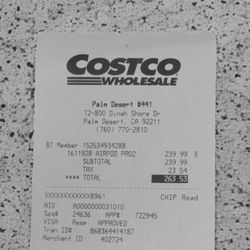 COSTCO
WHOLESALE
Palm Desert #441
72-800 Dinah Shore Dr
Palm Desert, CA 92211
(760) 770-2810
B7 Member 152534934288
1611928 AIRPOD PRO2 239.99 E
SUBTOTAL 239.99
TAX 23.54
**** TOTAL 263.53
XXXXXXXXXXXX8961 CHIP Read
AID: A0000000031010
Seq# 24636 APP#: 722945
VISA Resp: APPROVED
Tran ID#: 868364414187
Merchant ID: 402724